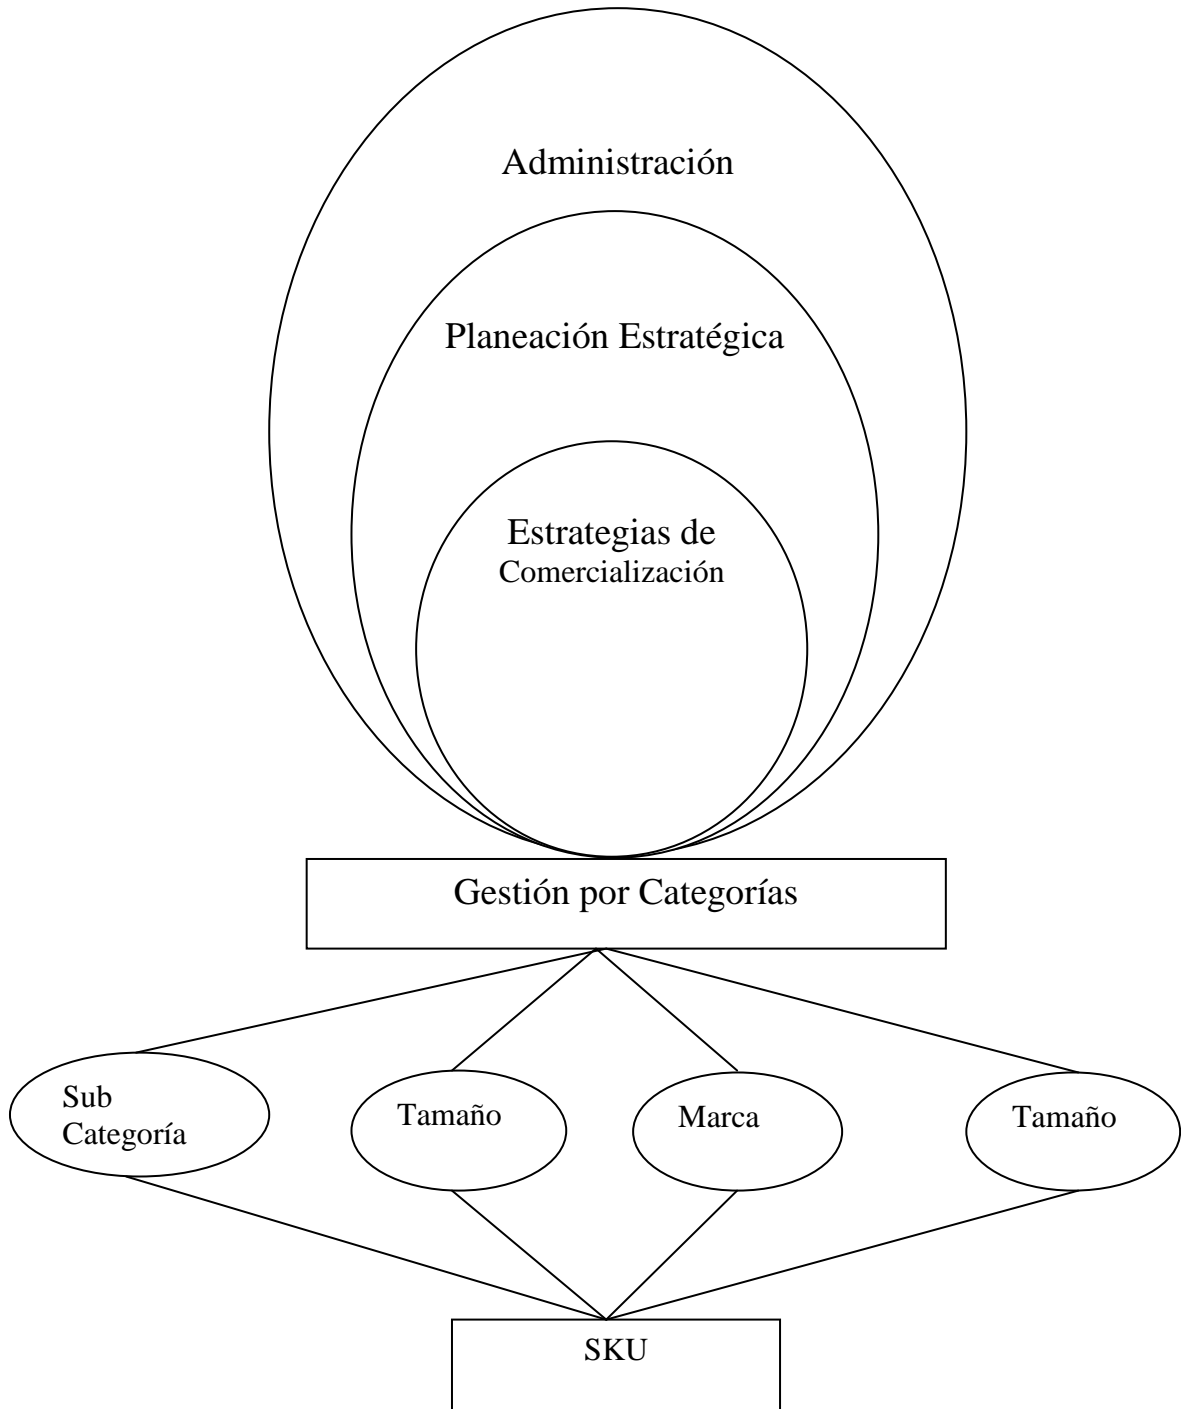 Administración
Planeación Estratégica
Estrategias de
Comercialización
Gestión por Categorías
Sub
Categoría
Tamaño
Marca
Tamaño
SKU